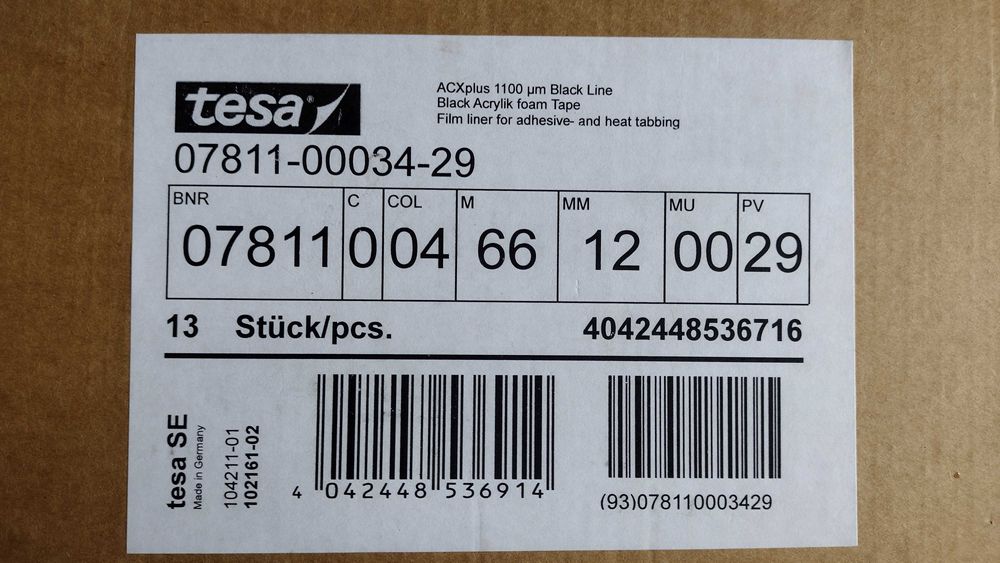 tesa®
ACXplus 1100 µm Black Line
Black Acrylik foam Tape
Film liner for adhesive- and heat tabbing
07811-00034-29
BNR C COL M MM MU PV
07811 0 04 66 12 00 29
13 Stück/pcs. 4042448536716
tesa SE
Made in Germany
104211-01
102161-02
4 042448 536914
(93)078110003429